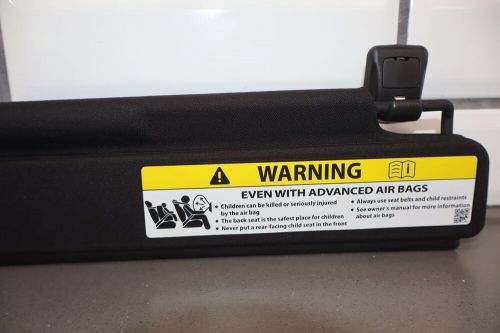 WARNING
EVEN WITH ADVANCED AIR BAGS
• Children can be killed or seriously injured
by the air bag
• The back seat is the safest place for children
• Never put a rear-facing child seat in the front
• Always use seat belts and child restraints
• See owner's manual for more information
about air bags